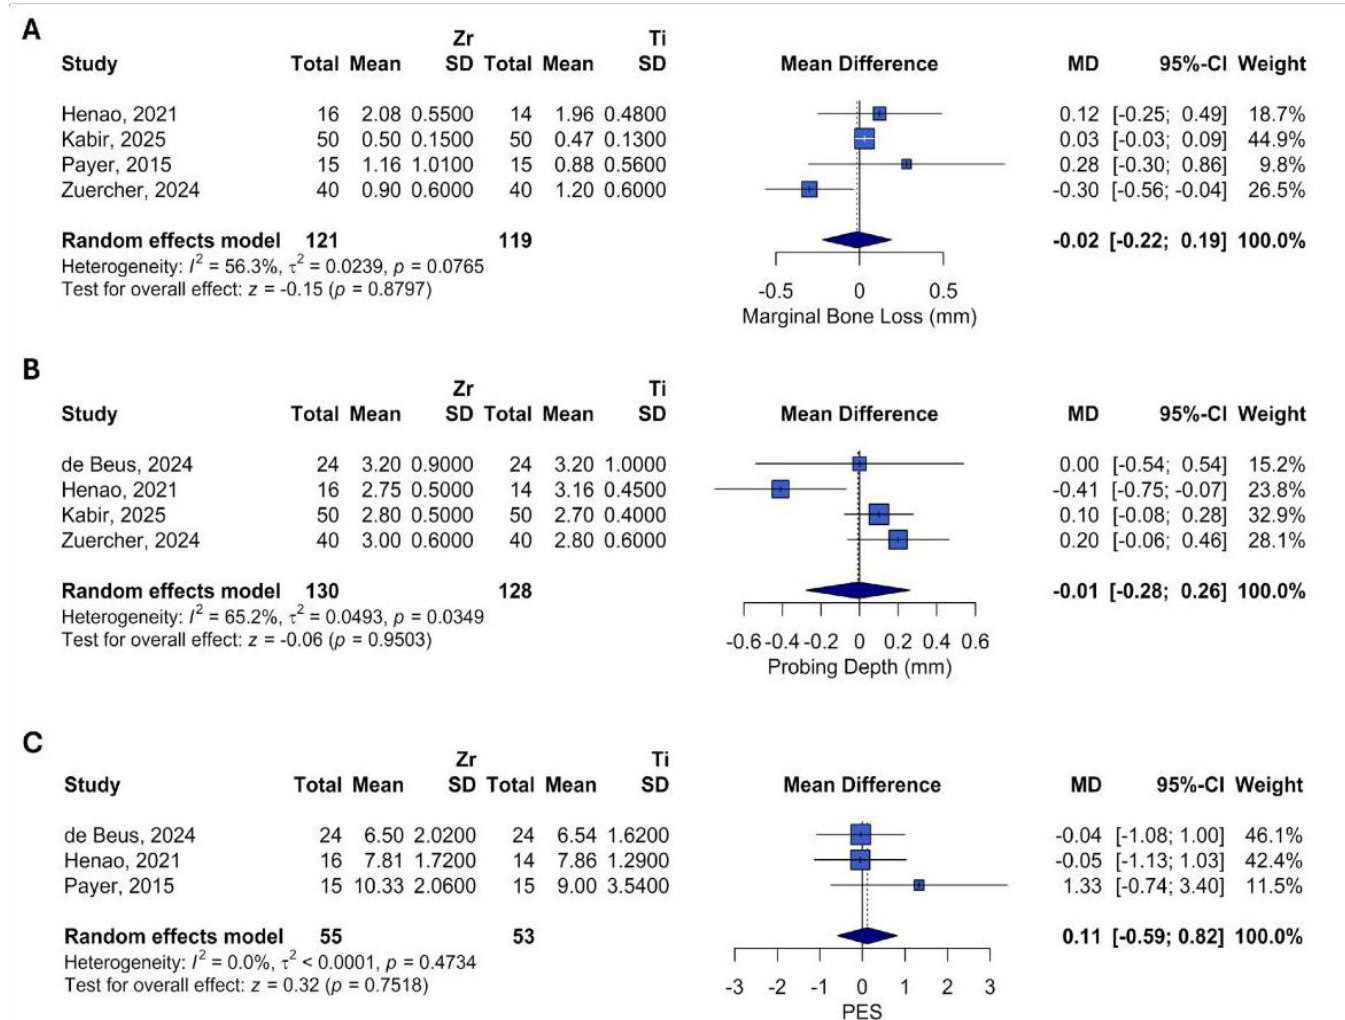 A
Zr Ti
Study Total Mean SD Total Mean SD Mean Difference MD 95%-CI Weight
Henao, 2021 16 2.08 0.5500 14 1.96 0.4800 0.12 [-0.25; 0.49] 18.7%
Kabir, 2025 50 0.50 0.1500 50 0.47 0.1300 0.03 [-0.03; 0.09] 44.9%
Payer, 2015 15 1.16 1.0100 15 0.88 0.5600 0.28 [-0.30; 0.86] 9.8%
Zuercher, 2024 40 0.90 0.6000 40 1.20 0.6000 -0.30 [-0.56; -0.04] 26.5%
Random effects model 121 119 -0.02 [-0.22; 0.19] 100.0%
Heterogeneity: I² = 56.3%, τ² = 0.0239, p = 0.0765
Test for overall effect: z = -0.15 (p = 0.8797)
-0.5 0 0.5
Marginal Bone Loss (mm)
B
Zr Ti
Study Total Mean SD Total Mean SD Mean Difference MD 95%-CI Weight
de Beus, 2024 24 3.20 0.9000 24 3.20 1.0000 0.00 [-0.54; 0.54] 15.2%
Henao, 2021 16 2.75 0.5000 14 3.16 0.4500 -0.41 [-0.75; -0.07] 23.8%
Kabir, 2025 50 2.80 0.5000 50 2.70 0.4000 0.10 [-0.08; 0.28] 32.9%
Zuercher, 2024 40 3.00 0.6000 40 2.80 0.6000 0.20 [-0.06; 0.46] 28.1%
Random effects model 130 128 -0.01 [-0.28; 0.26] 100.0%
Heterogeneity: I² = 65.2%, τ² = 0.0493, p = 0.0349
Test for overall effect: z = -0.06 (p = 0.9503)
-0.6 -0.4 -0.2 0 0.2 0.4 0.6
Probing Depth (mm)
C
Zr Ti
Study Total Mean SD Total Mean SD Mean Difference MD 95%-CI Weight
de Beus, 2024 24 6.50 2.0200 24 6.54 1.6200 -0.04 [-1.08; 1.00] 46.1%
Henao, 2021 16 7.81 1.7200 14 7.86 1.2900 -0.05 [-1.13; 1.03] 42.4%
Payer, 2015 15 10.33 2.0600 15 9.00 3.5400 1.33 [-0.74; 3.40] 11.5%
Random effects model 55 53 0.11 [-0.59; 0.82] 100.0%
Heterogeneity: I² = 0.0%, τ² < 0.0001, p = 0.4734
Test for overall effect: z = 0.32 (p = 0.7518)
-3 -2 -1 0 1 2 3
PES